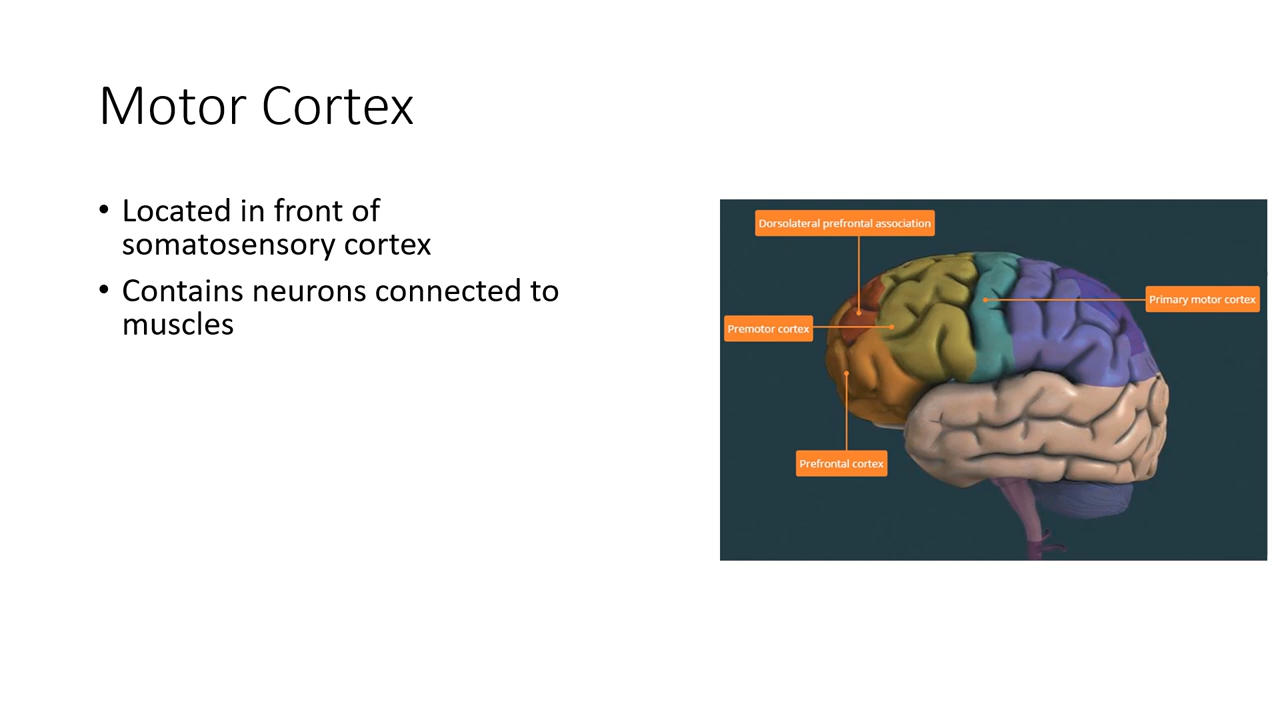 Motor Cortex
• Located in front of
somatosensory cortex
• Contains neurons connected to
muscles
Dorsolateral prefrontal association
Primary motor cortex
Premotor cortex
Prefrontal cortex